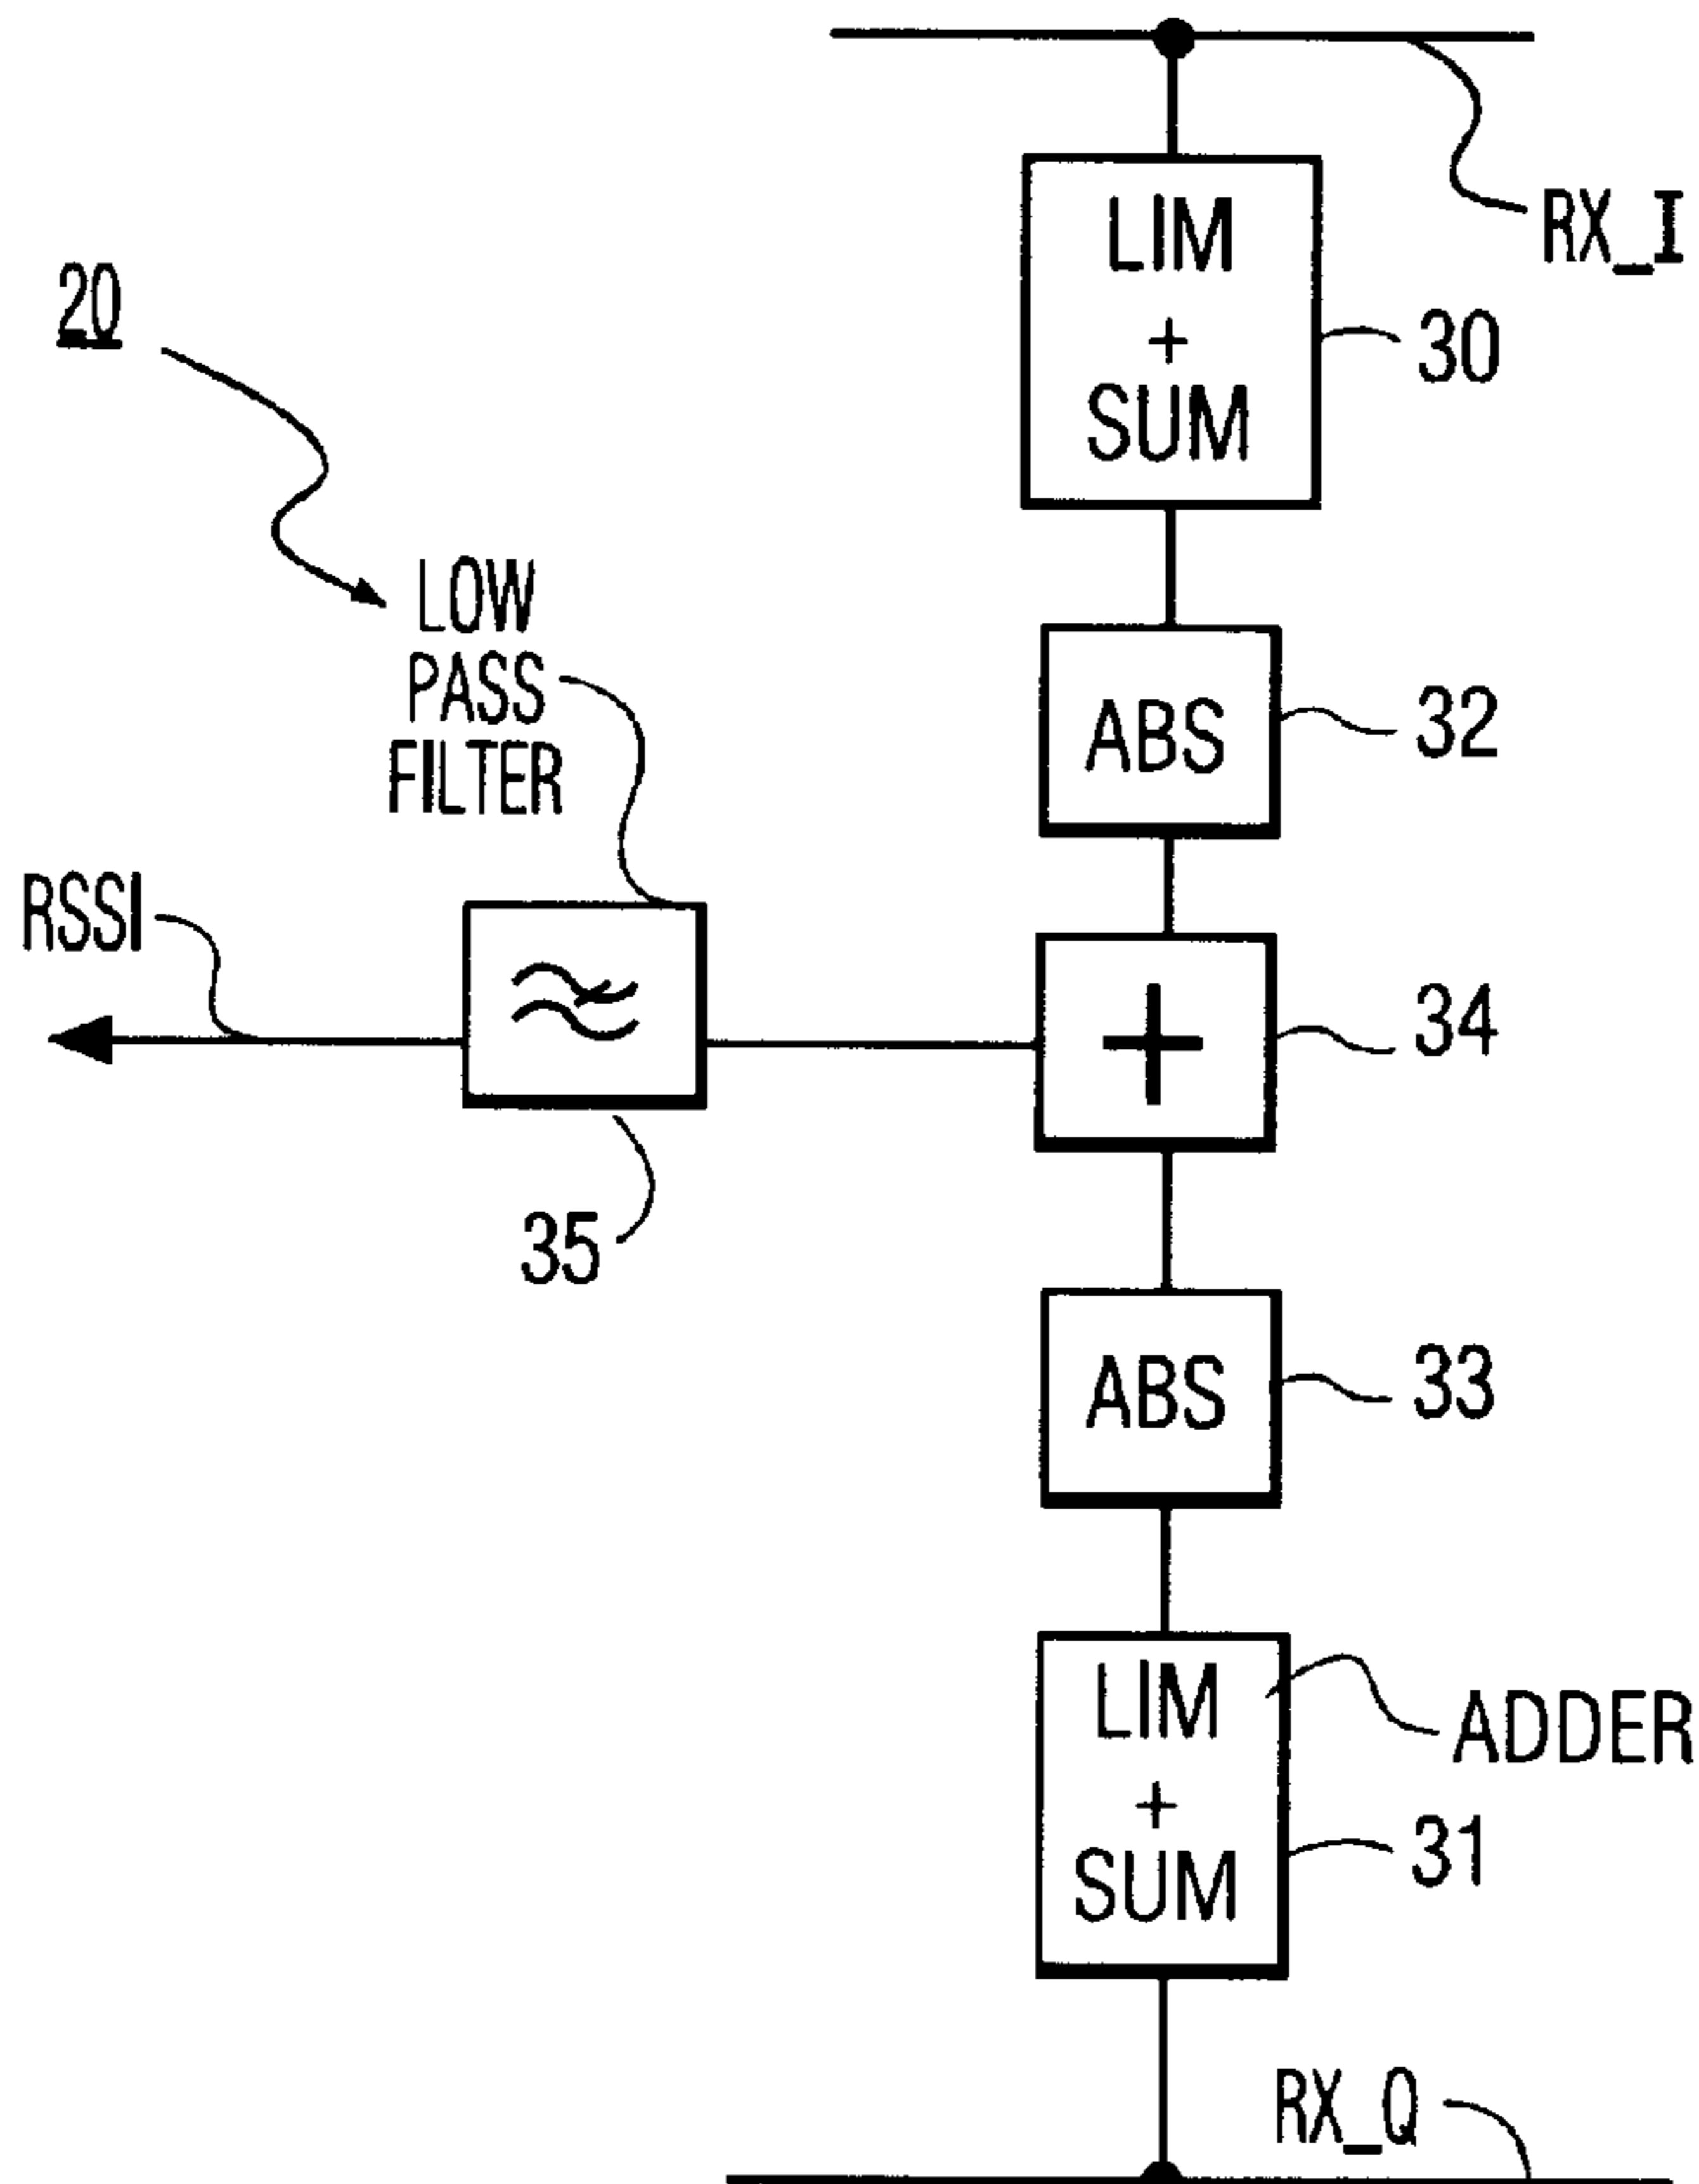 RX_I
LIM
+
SUM
30
20
LOW
PASS
FILTER
ABS
32
RSSI
+
34
35
ABS
33
LIM
+
SUM
ADDER
31
RX_Q